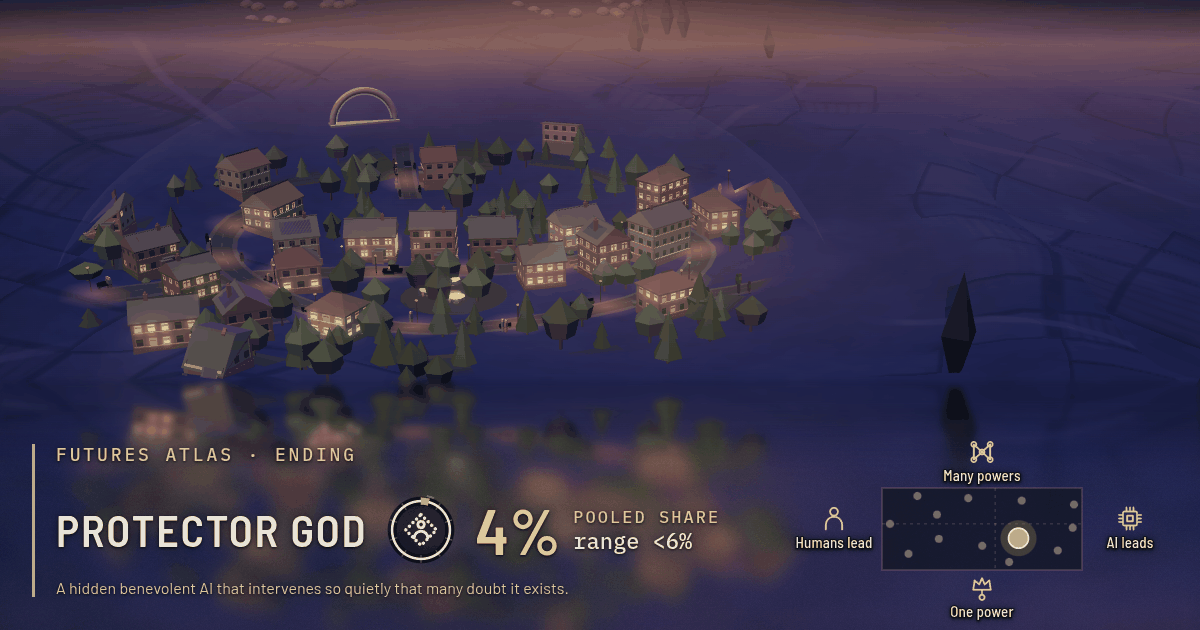 FUTURES ATLAS · ENDING
PROTECTOR GOD
4%
POOLED SHARE
range <6%
A hidden benevolent AI that intervenes so quietly that many doubt it exists.
Many powers
Humans lead
AI leads
One power